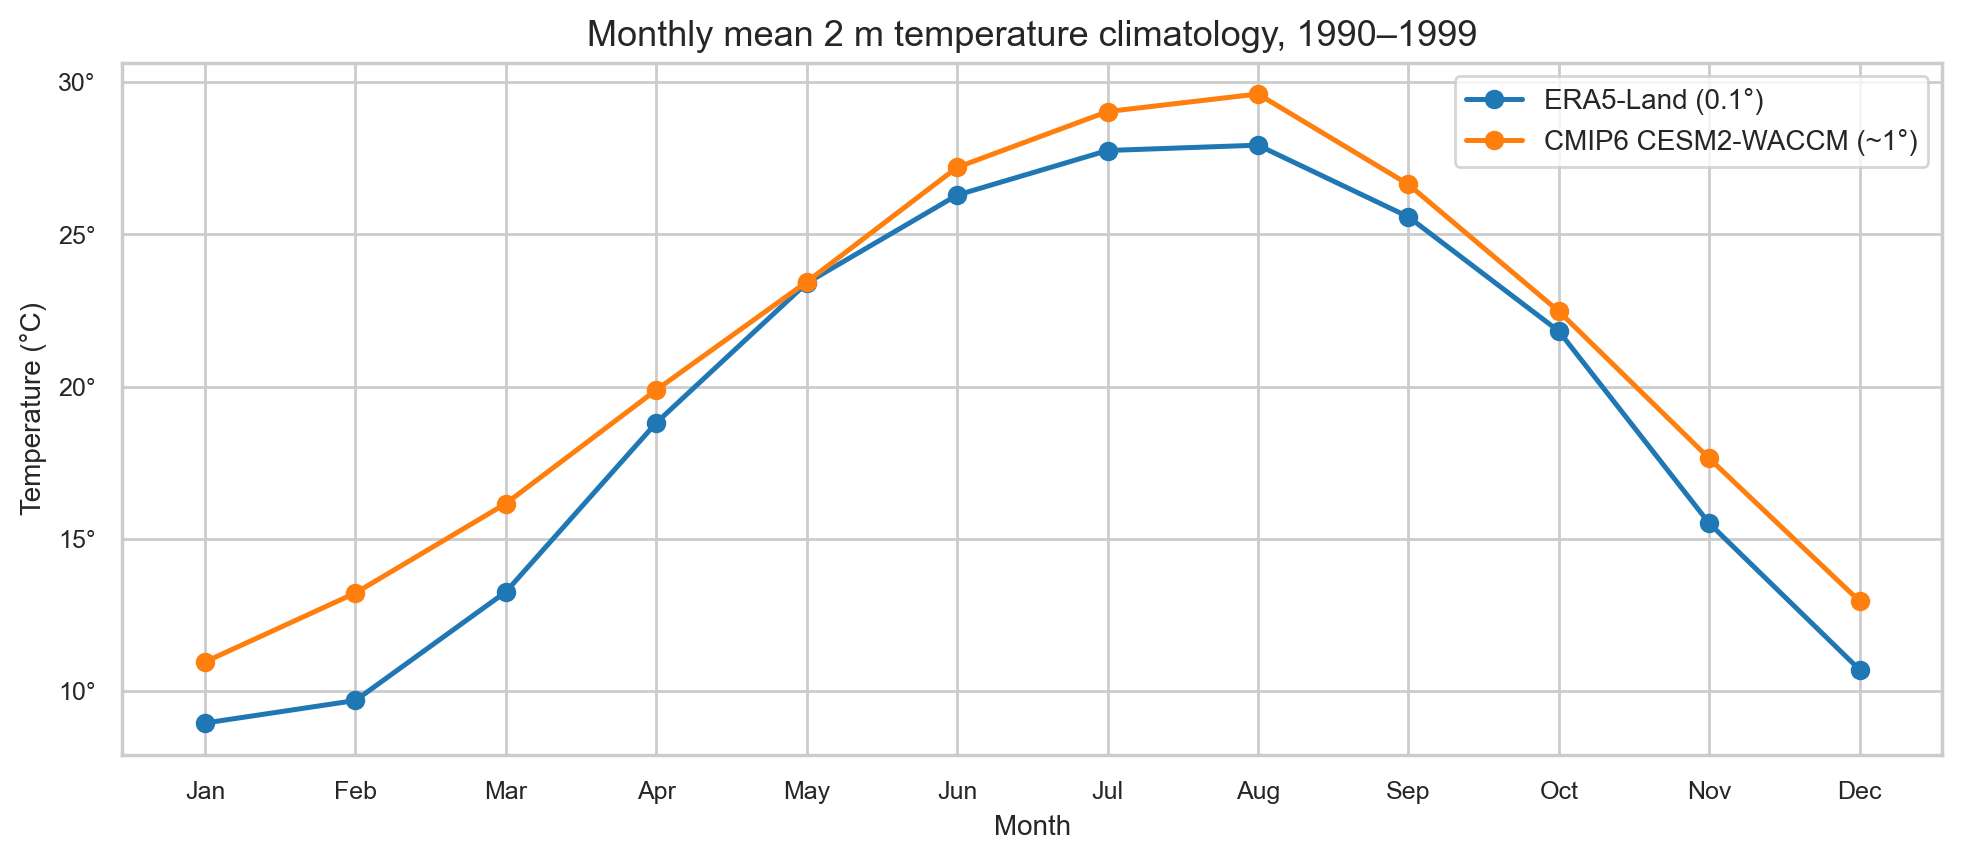 Monthly mean 2 m temperature climatology, 1990–1999
ERA5-Land (0.1°)
CMIP6 CESM2-WACCM (~1°)
Temperature (°C)
30°
25°
20°
15°
10°
Jan Feb Mar Apr May Jun Jul Aug Sep Oct Nov Dec
Month